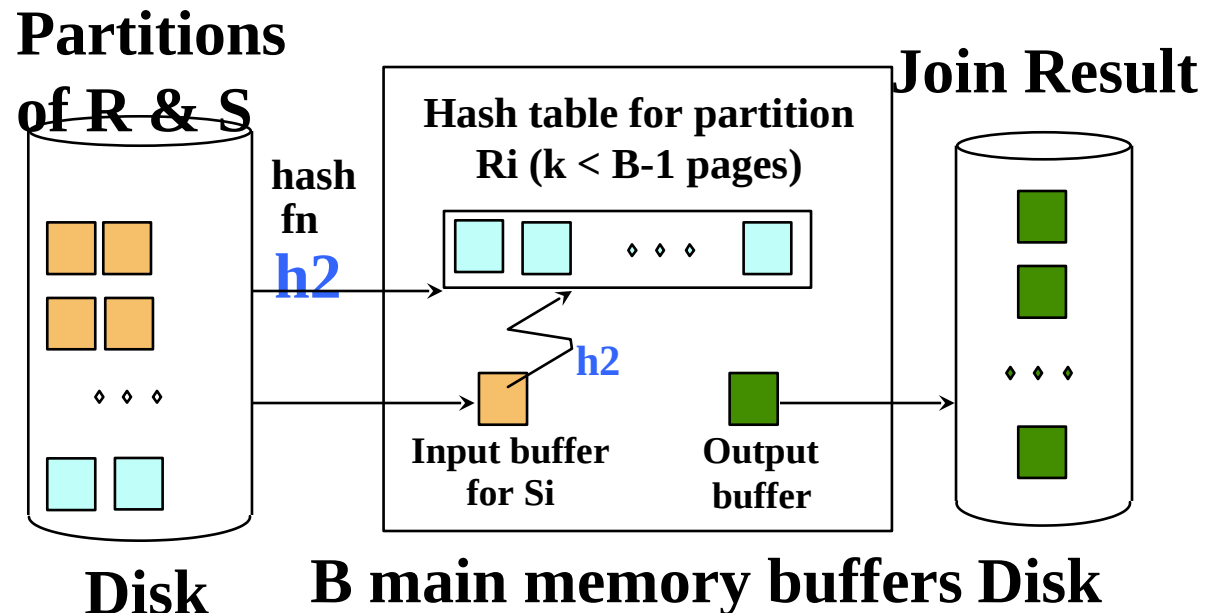 Partitions
of R & S
Join Result
Hash table for partition
Ri (k < B-1 pages)
hash
fn
h2
h2
Input buffer
for Si
Output
buffer
Disk
B main memory buffers
Disk